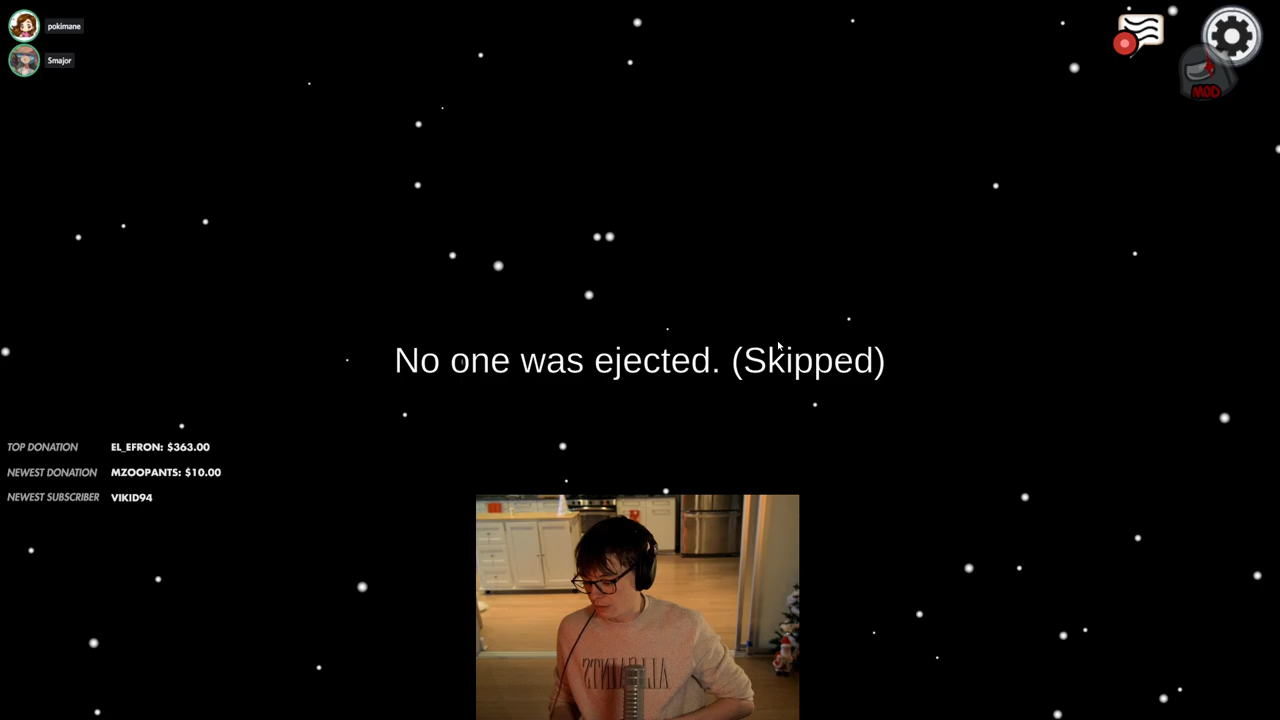 pokimane
Smajor
MOD
No one was ejected. (Skipped)
TOP DONATION EL_EFRON: $363.00
NEWEST DONATION MZOOPANTS: $10.00
NEWEST SUBSCRIBER VIKID94